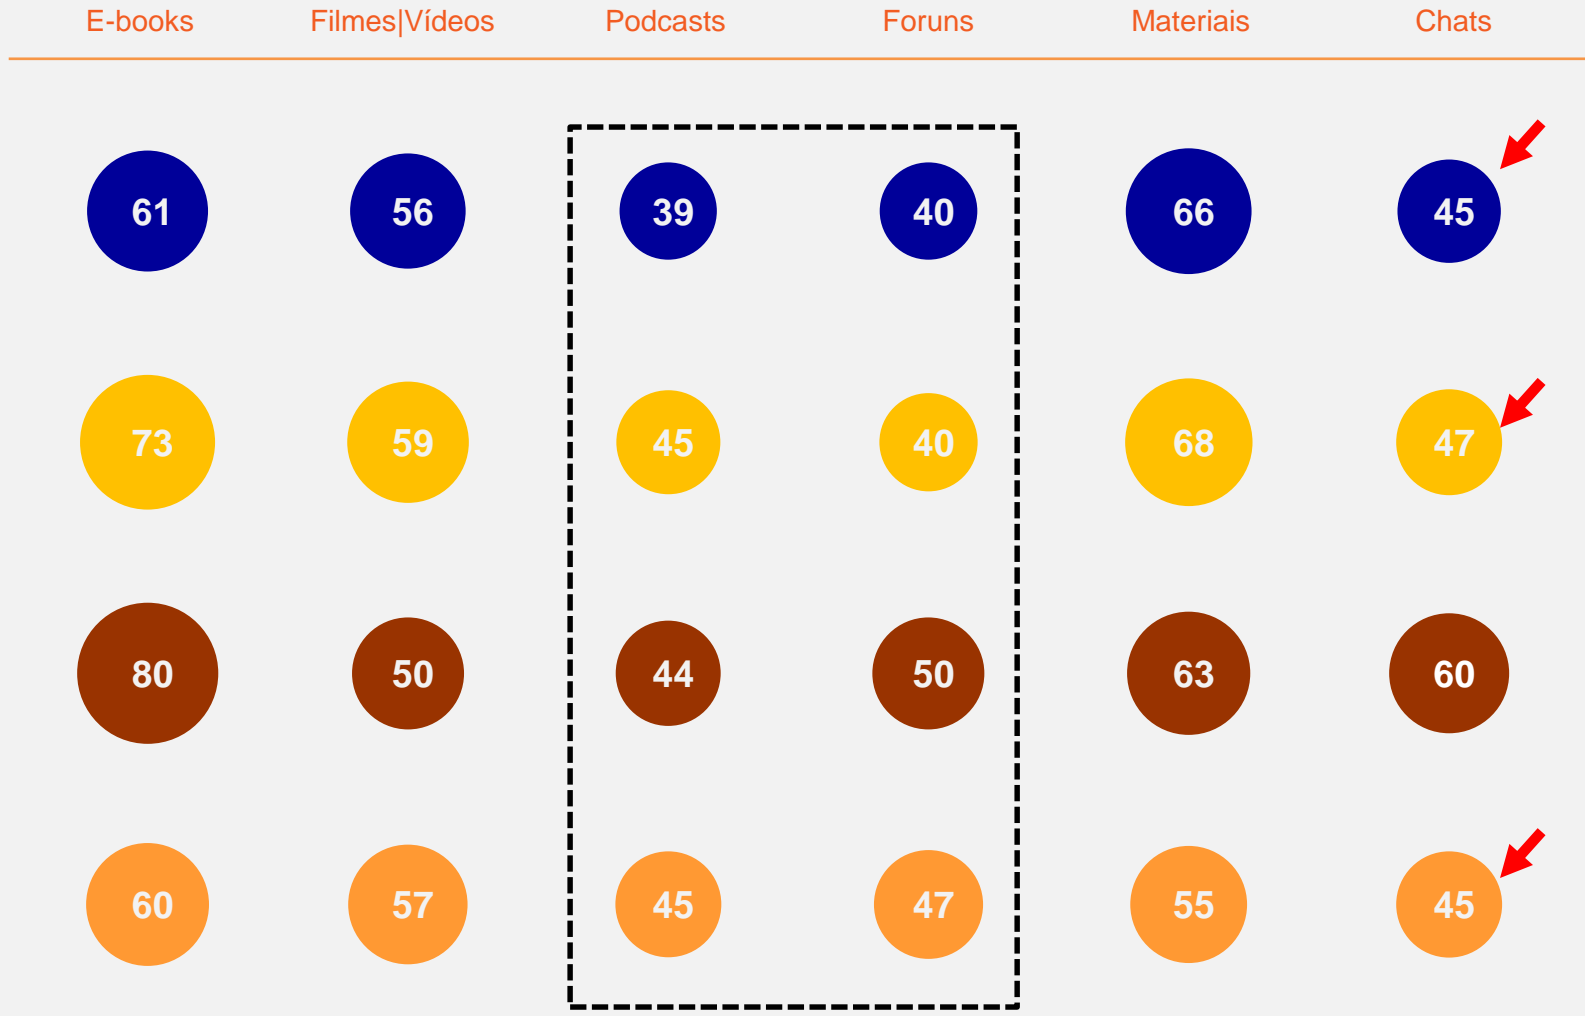 E-books Filmes|Vídeos Podcasts Foruns Materiais Chats
61 56 39 40 66 45
73 59 45 40 68 47
80 50 44 50 63 60
60 57 45 47 55 45